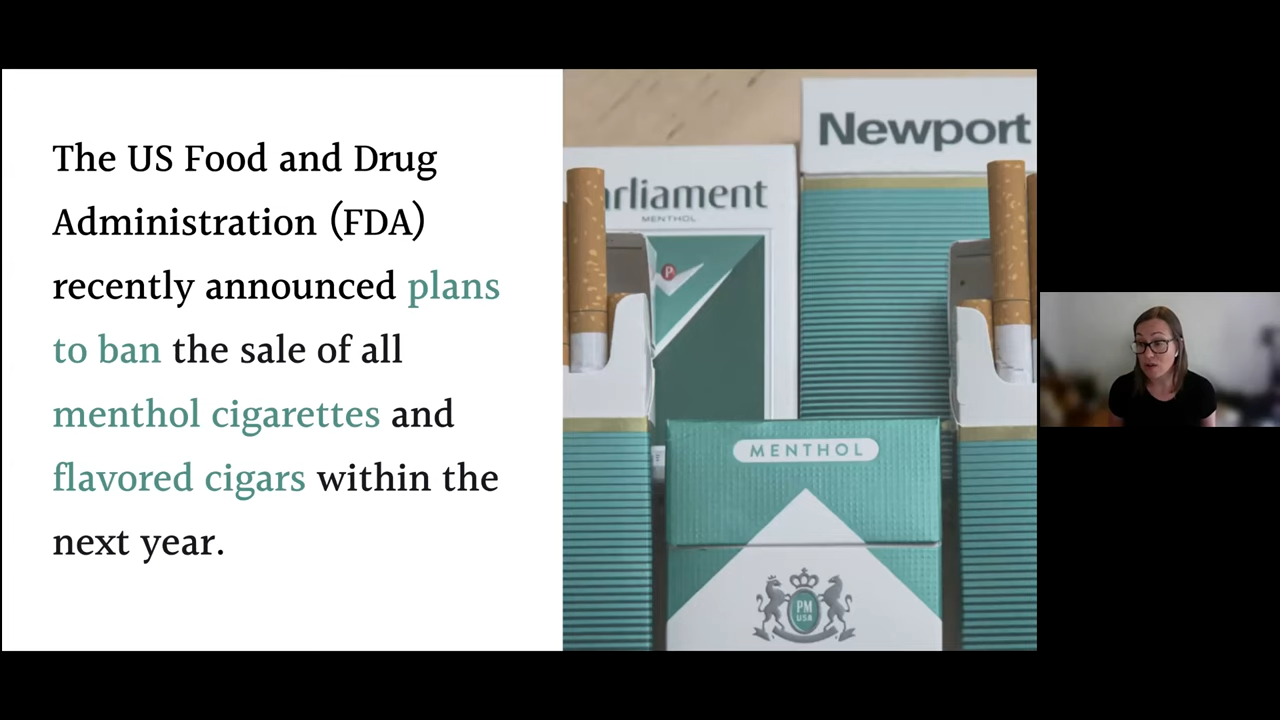 The US Food and Drug
Administration (FDA)
recently announced plans
to ban the sale of all
menthol cigarettes and
flavored cigars within the
next year.
Newport
arliament
MENTHOL
P
MENTHOL
PM
USA